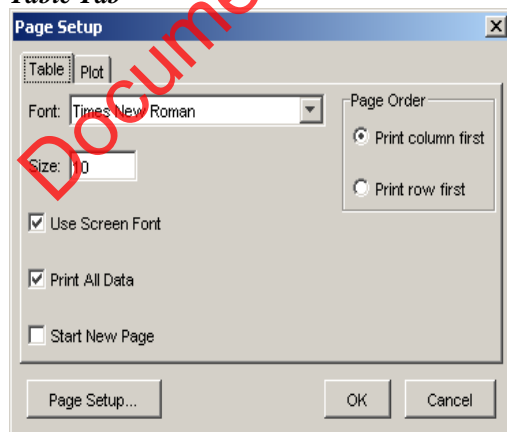 Table Tab
Page Setup
Table Plot
Font: Times New Roman
Page Order
Print column first
Size: 10
Print row first
Use Screen Font
Print All Data
Start New Page
Page Setup... OK Cancel
Docume